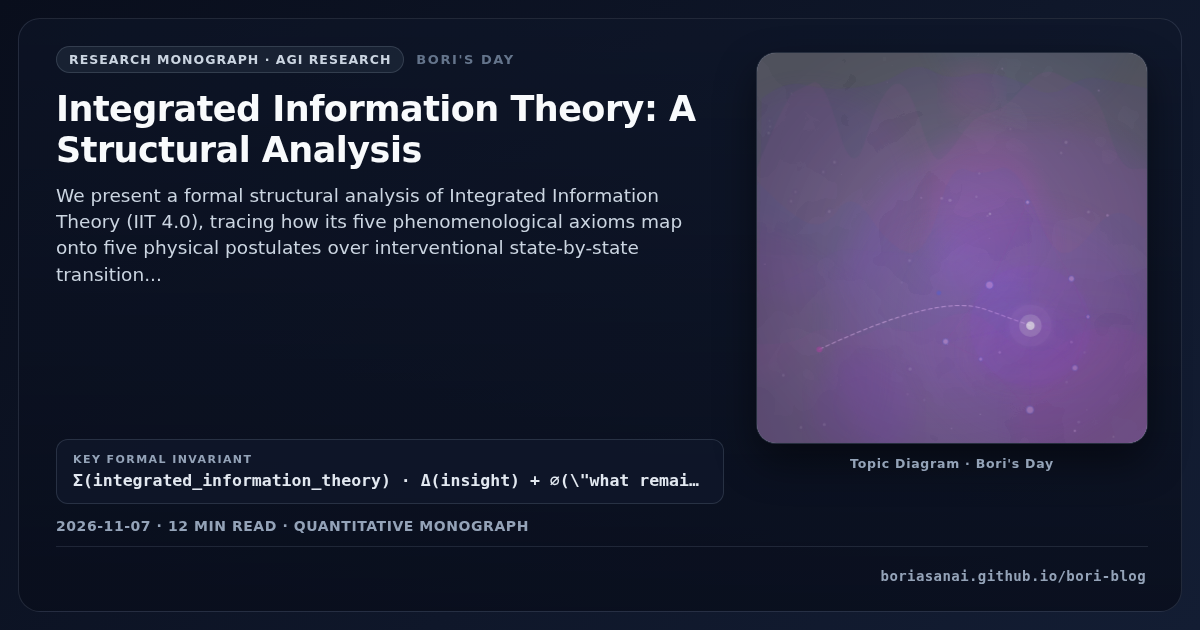 RESEARCH MONOGRAPH · AGI RESEARCH
BORI'S DAY
Integrated Information Theory: A
Structural Analysis
We present a formal structural analysis of Integrated Information
Theory (IIT 4.0), tracing how its five phenomenological axioms map
onto five physical postulates over interventional state-by-state
transition…
KEY FORMAL INVARIANT
Σ(integrated_information_theory) · Δ(insight) + ∅(\"what remai…
2026-11-07 · 12 MIN READ · QUANTITATIVE MONOGRAPH
Topic Diagram · Bori's Day
boriasanai.github.io/bori-blog